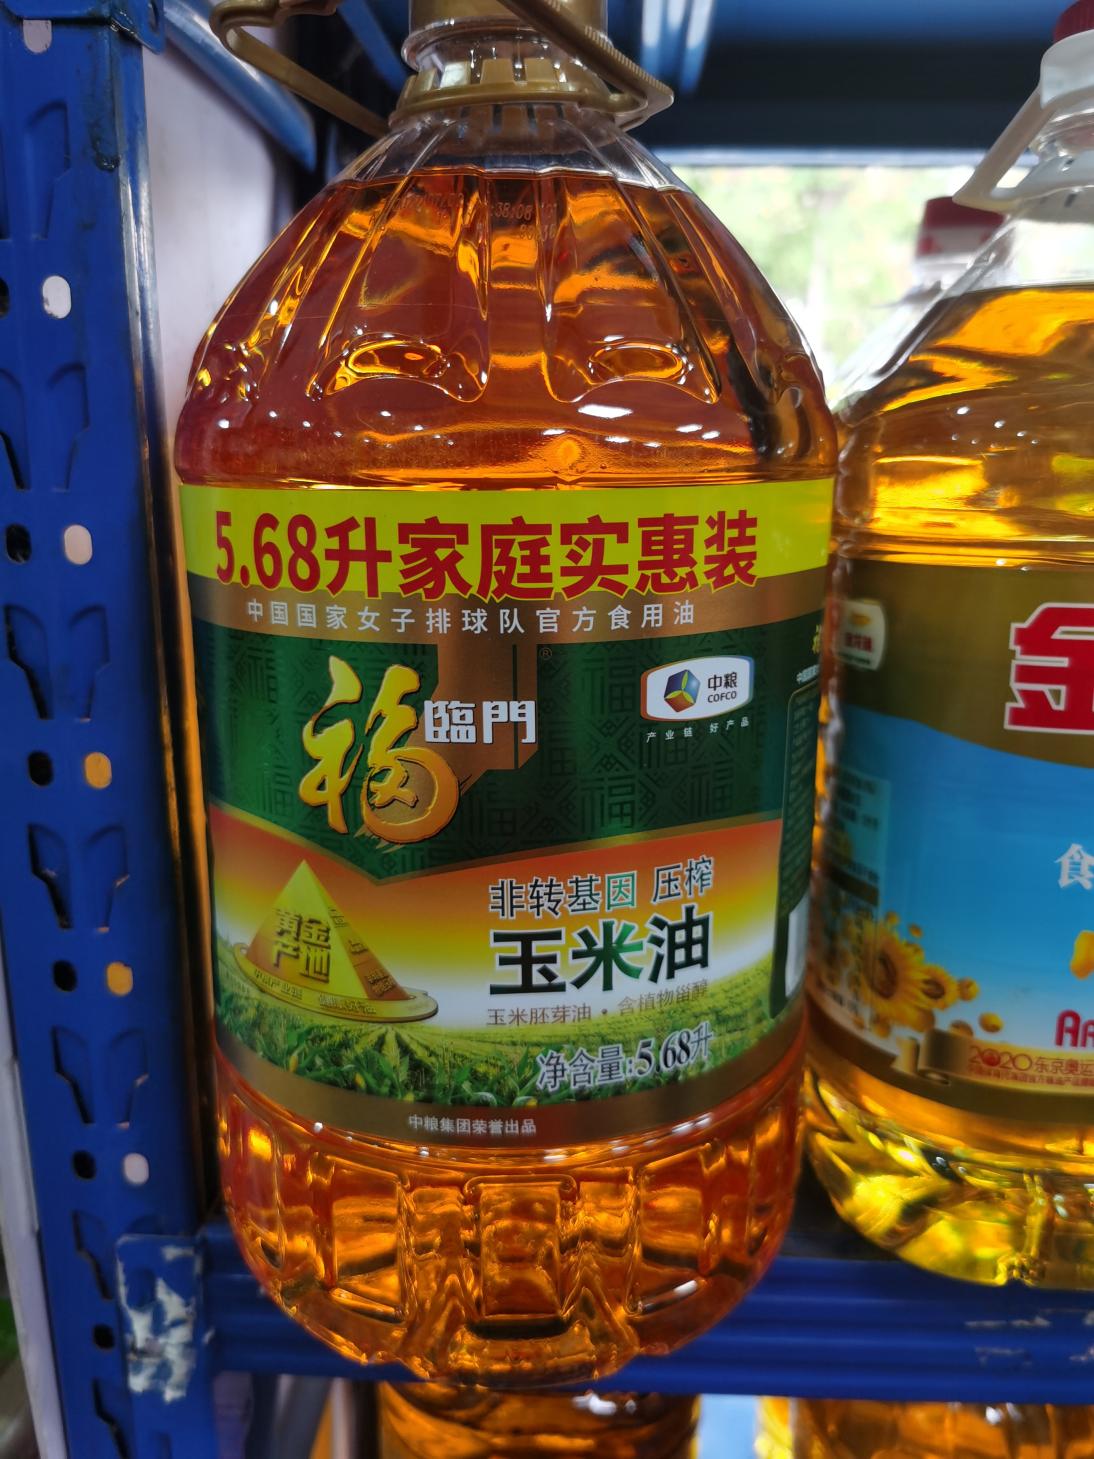 5.68升家庭实惠装
中国国家女子排球队官方食用油
福臨門
®
中粮
COFCO
产业链 好产品
非转基因 压榨
玉米油
玉米胚芽油·含植物甾醇
净含量:5.68升
黄金
产地
中粮集团荣誉出品
金
食
2020东京奥运